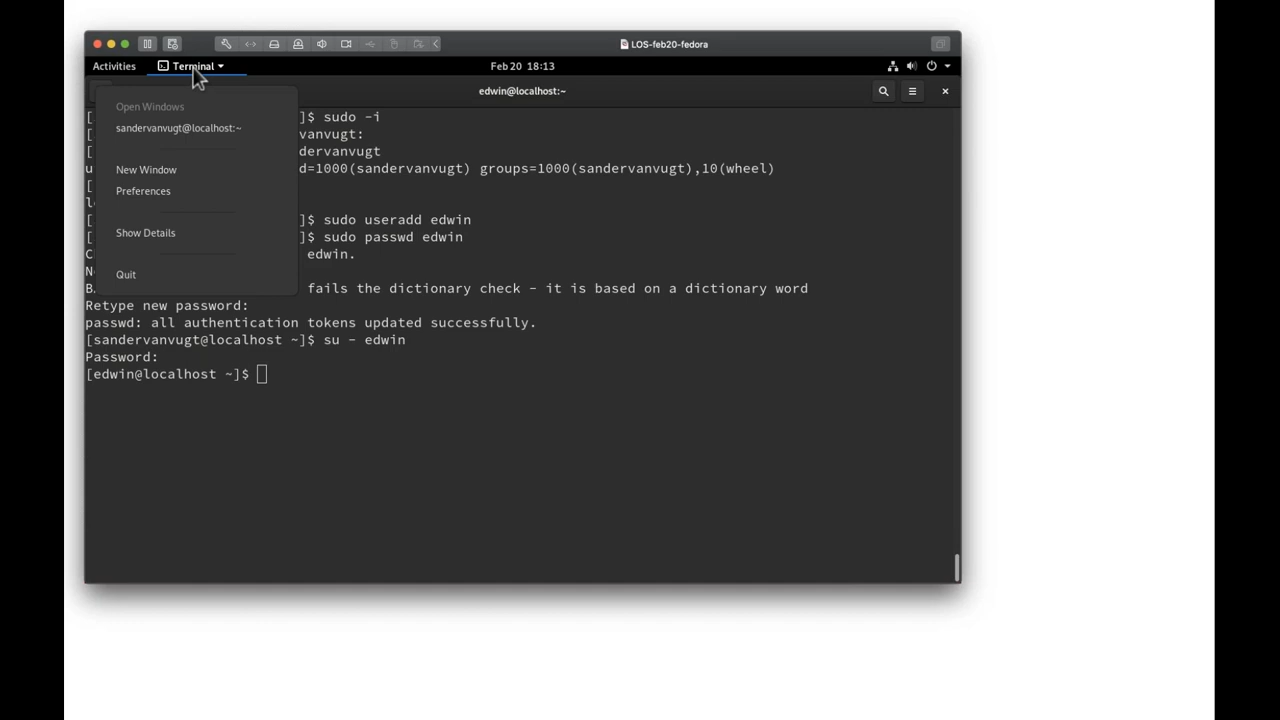 LOS-feb20-fedora
Activities Terminal Feb 20 18:13
edwin@localhost:~
Open Windows
sandervanvugt@localhost:~
New Window
Preferences
Show Details
Quit
[ ]$ sudo -i
[ vanvugt:
[ dervanvugt
u d=1000(sandervanvugt) groups=1000(sandervanvugt),10(wheel)
[
l
[ ]$ sudo useradd edwin
[ ]$ sudo passwd edwin
C edwin.
N
B fails the dictionary check - it is based on a dictionary word
Retype new password:
passwd: all authentication tokens updated successfully.
[sandervanvugt@localhost ~]$ su - edwin
Password:
[edwin@localhost ~]$